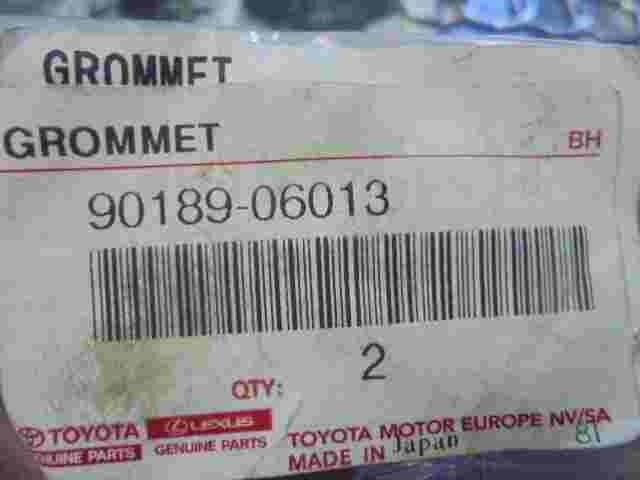 GROMMET
GROMMET BH
90189-06013
2
QTY:
TOYOTA LEXUS
GENUINE PARTS GENUINE PARTS
TOYOTA MOTOR EUROPE NV/SA
MADE IN Japan 81